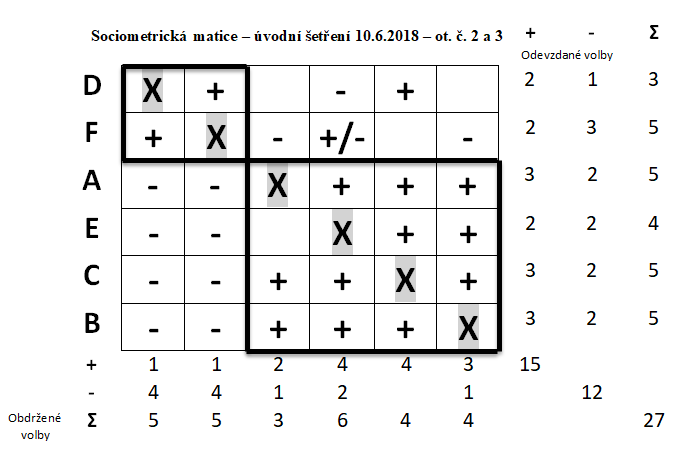 Sociometrická matice – úvodní šetření 10.6.2018 – ot. č. 2 a 3 + - Σ
Odevzdané volby
D X + - + 2 1 3
F + X - +/- - 2 3 5
A - - X + + + 3 2 5
E - - X + + 2 2 4
C - - + + X + 3 2 5
B - - + + + X 3 2 5
+ 1 1 2 4 4 3 15
- 4 4 1 2 1 12
Obdržené volby Σ 5 5 3 6 4 4 27